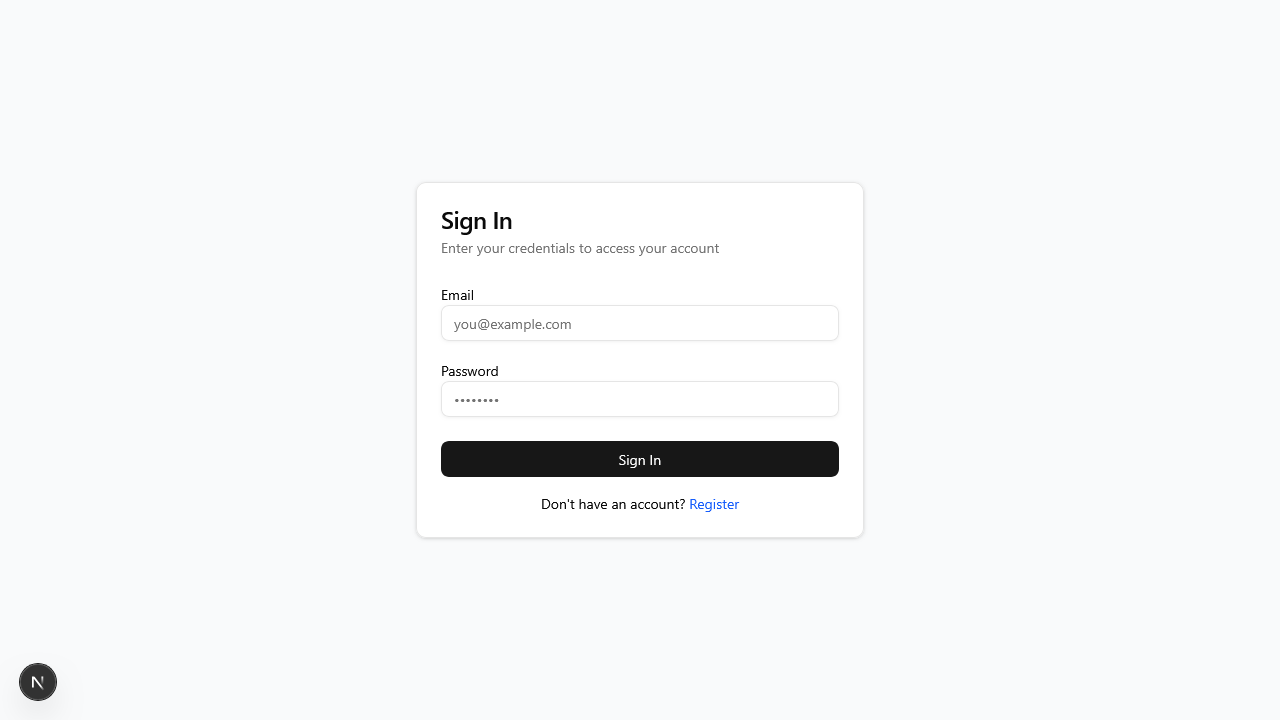 Sign In
Enter your credentials to access your account
Email
you@example.com
Password
••••••••
Sign In
Don't have an account? Register
N